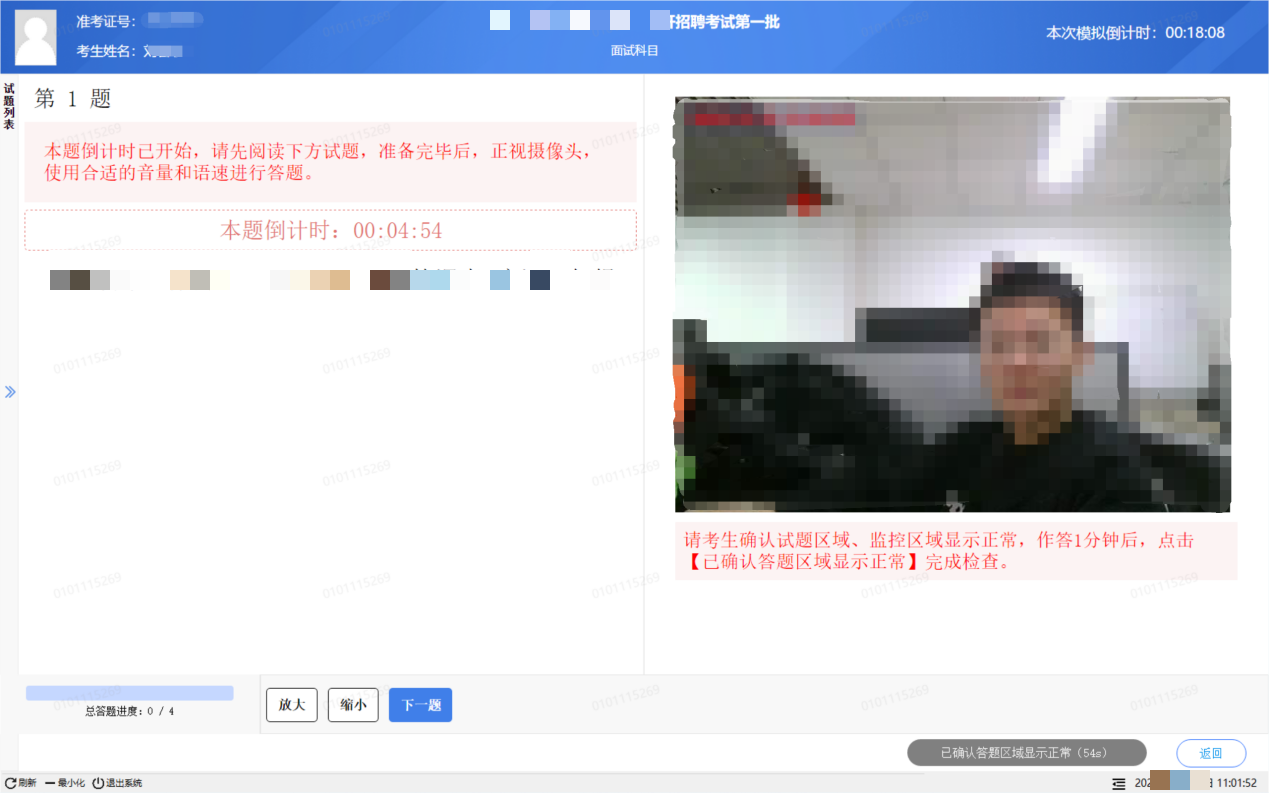 准考证号：
考生姓名：
招聘考试第一批
面试科目
本次模拟倒计时：00:18:08
试题列表
第 1 题
本题倒计时已开始，请先阅读下方试题，准备完毕后，正视摄像头，
使用合适的音量和语速进行答题。
本题倒计时：00:04:54
请考生确认试题区域、监控区域显示正常，作答1分钟后，点击
【已确认答题区域显示正常】完成检查。
总答题进度：0 / 4
放大 缩小 下一题
已确认答题区域显示正常（54s） 返回
刷新 最小化 退出系统
202 11:01:52
0101115269